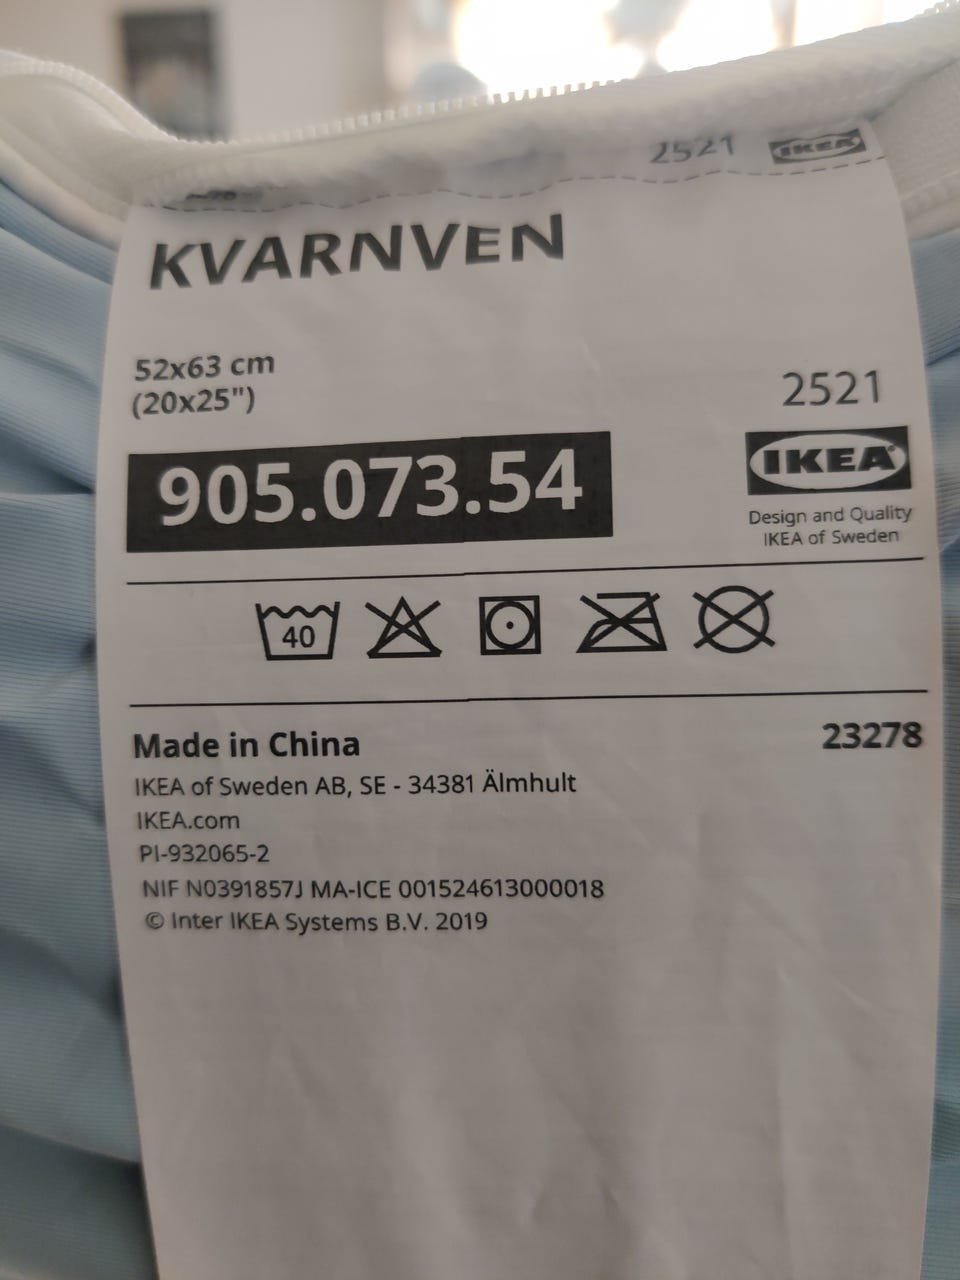 2521 IKEA
KVARNVEN
52x63 cm
(20x25")
2521
905.073.54
IKEA®
Design and Quality
IKEA of Sweden
40
Made in China
23278
IKEA of Sweden AB, SE - 34381 Älmhult
IKEA.com
PI-932065-2
NIF N0391857J MA-ICE 001524613000018
© Inter IKEA Systems B.V. 2019